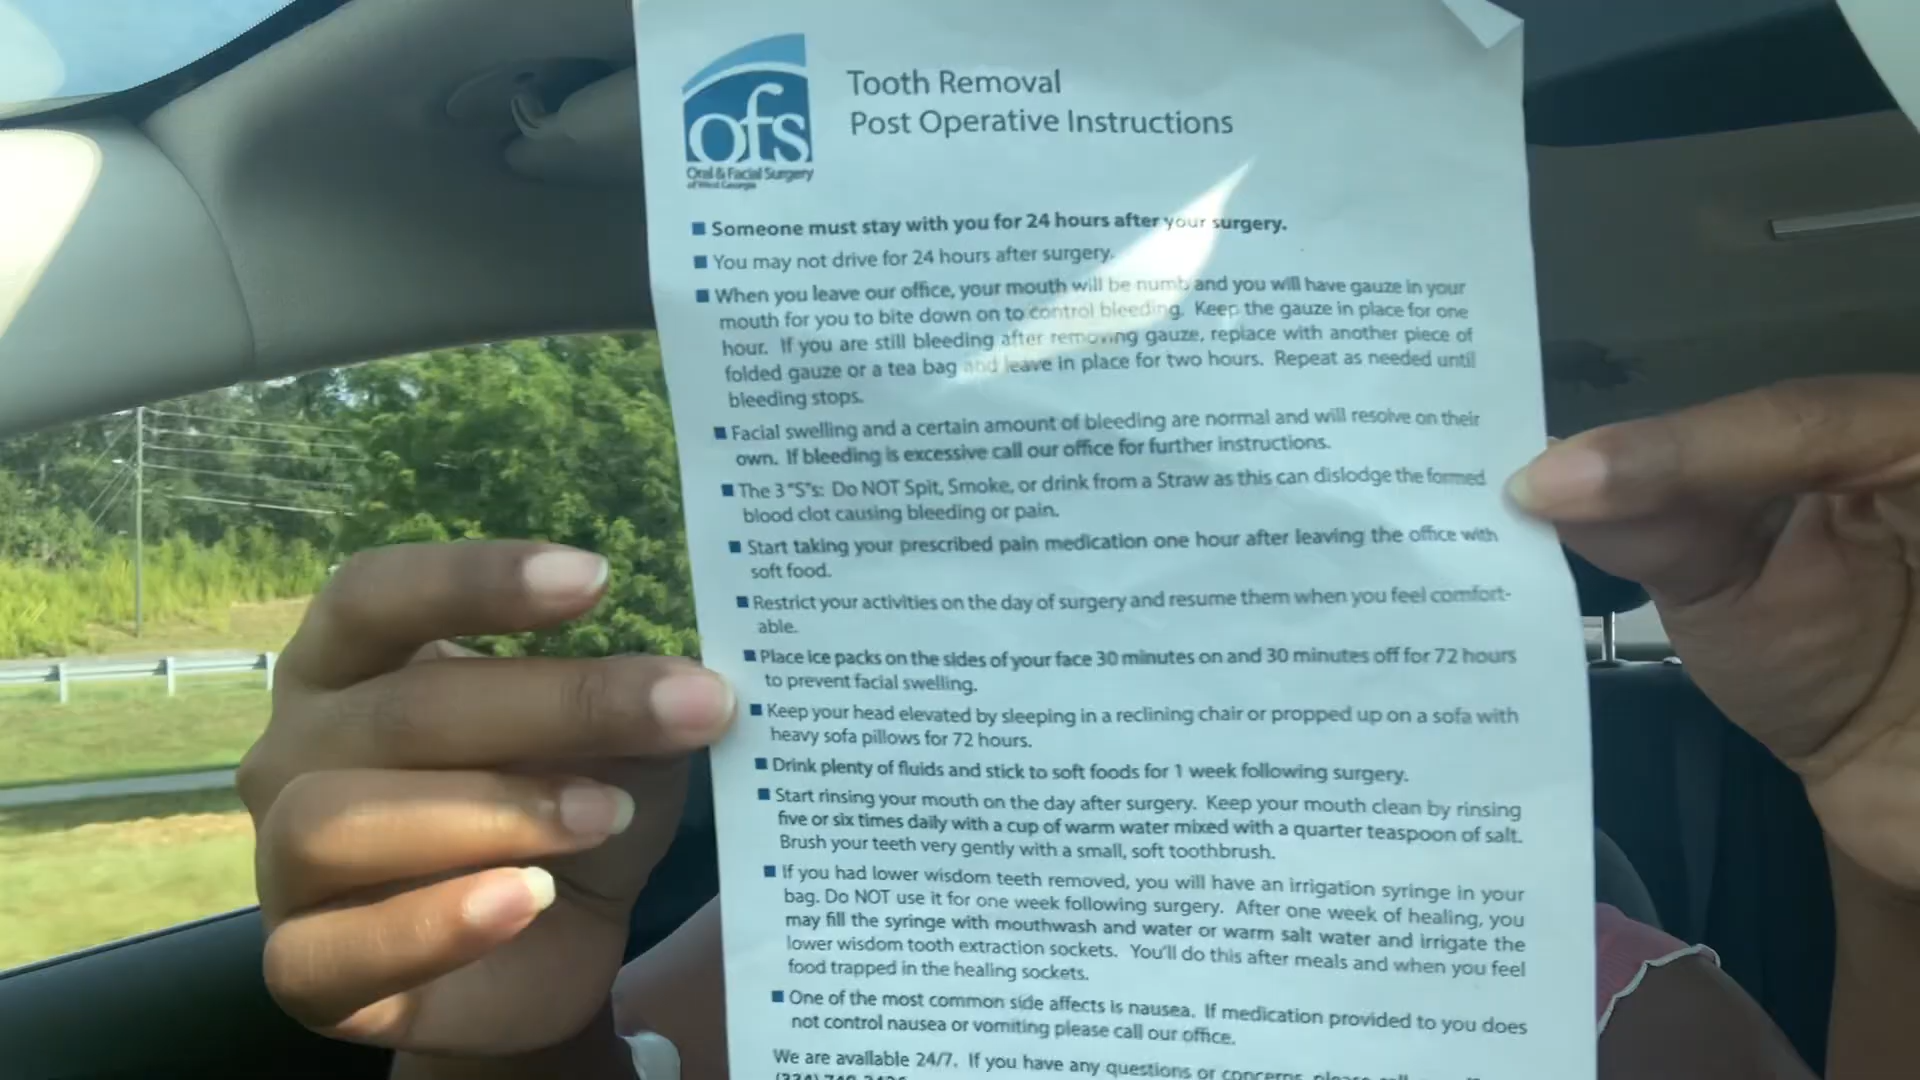 ofs
Oral & Facial Surgery
of West Georgia
Tooth Removal
Post Operative Instructions
Someone must stay with you for 24 hours after your surgery.
You may not drive for 24 hours after surgery.
When you leave our office, your mouth will be numb and you will have gauze in your
mouth for you to bite down on to control bleeding. Keep the gauze in place for one
hour. If you are still bleeding after removing gauze, replace with another piece of
folded gauze or a tea bag and leave in place for two hours. Repeat as needed until
bleeding stops.
Facial swelling and a certain amount of bleeding are normal and will resolve on their
own. If bleeding is excessive call our office for further instructions.
The 3 "S"s: Do NOT Spit, Smoke, or drink from a Straw as this can dislodge the formed
blood clot causing bleeding or pain.
Start taking your prescribed pain medication one hour after leaving the office with
soft food.
Restrict your activities on the day of surgery and resume them when you feel comfort-
able.
Place ice packs on the sides of your face 30 minutes on and 30 minutes off for 72 hours
to prevent facial swelling.
Keep your head elevated by sleeping in a reclining chair or propped up on a sofa with
heavy sofa pillows for 72 hours.
Drink plenty of fluids and stick to soft foods for 1 week following surgery.
Start rinsing your mouth on the day after surgery. Keep your mouth clean by rinsing
five or six times daily with a cup of warm water mixed with a quarter teaspoon of salt.
Brush your teeth very gently with a small, soft toothbrush.
If you had lower wisdom teeth removed, you will have an irrigation syringe in your
bag. Do NOT use it for one week following surgery. After one week of healing, you
may fill the syringe with mouthwash and water or warm salt water and irrigate the
lower wisdom tooth extraction sockets. You'll do this after meals and when you feel
food trapped in the healing sockets.
One of the most common side affects is nausea. If medication provided to you does
not control nausea or vomiting please call our office.
We are available 24/7. If you have any questions or concerns, please call